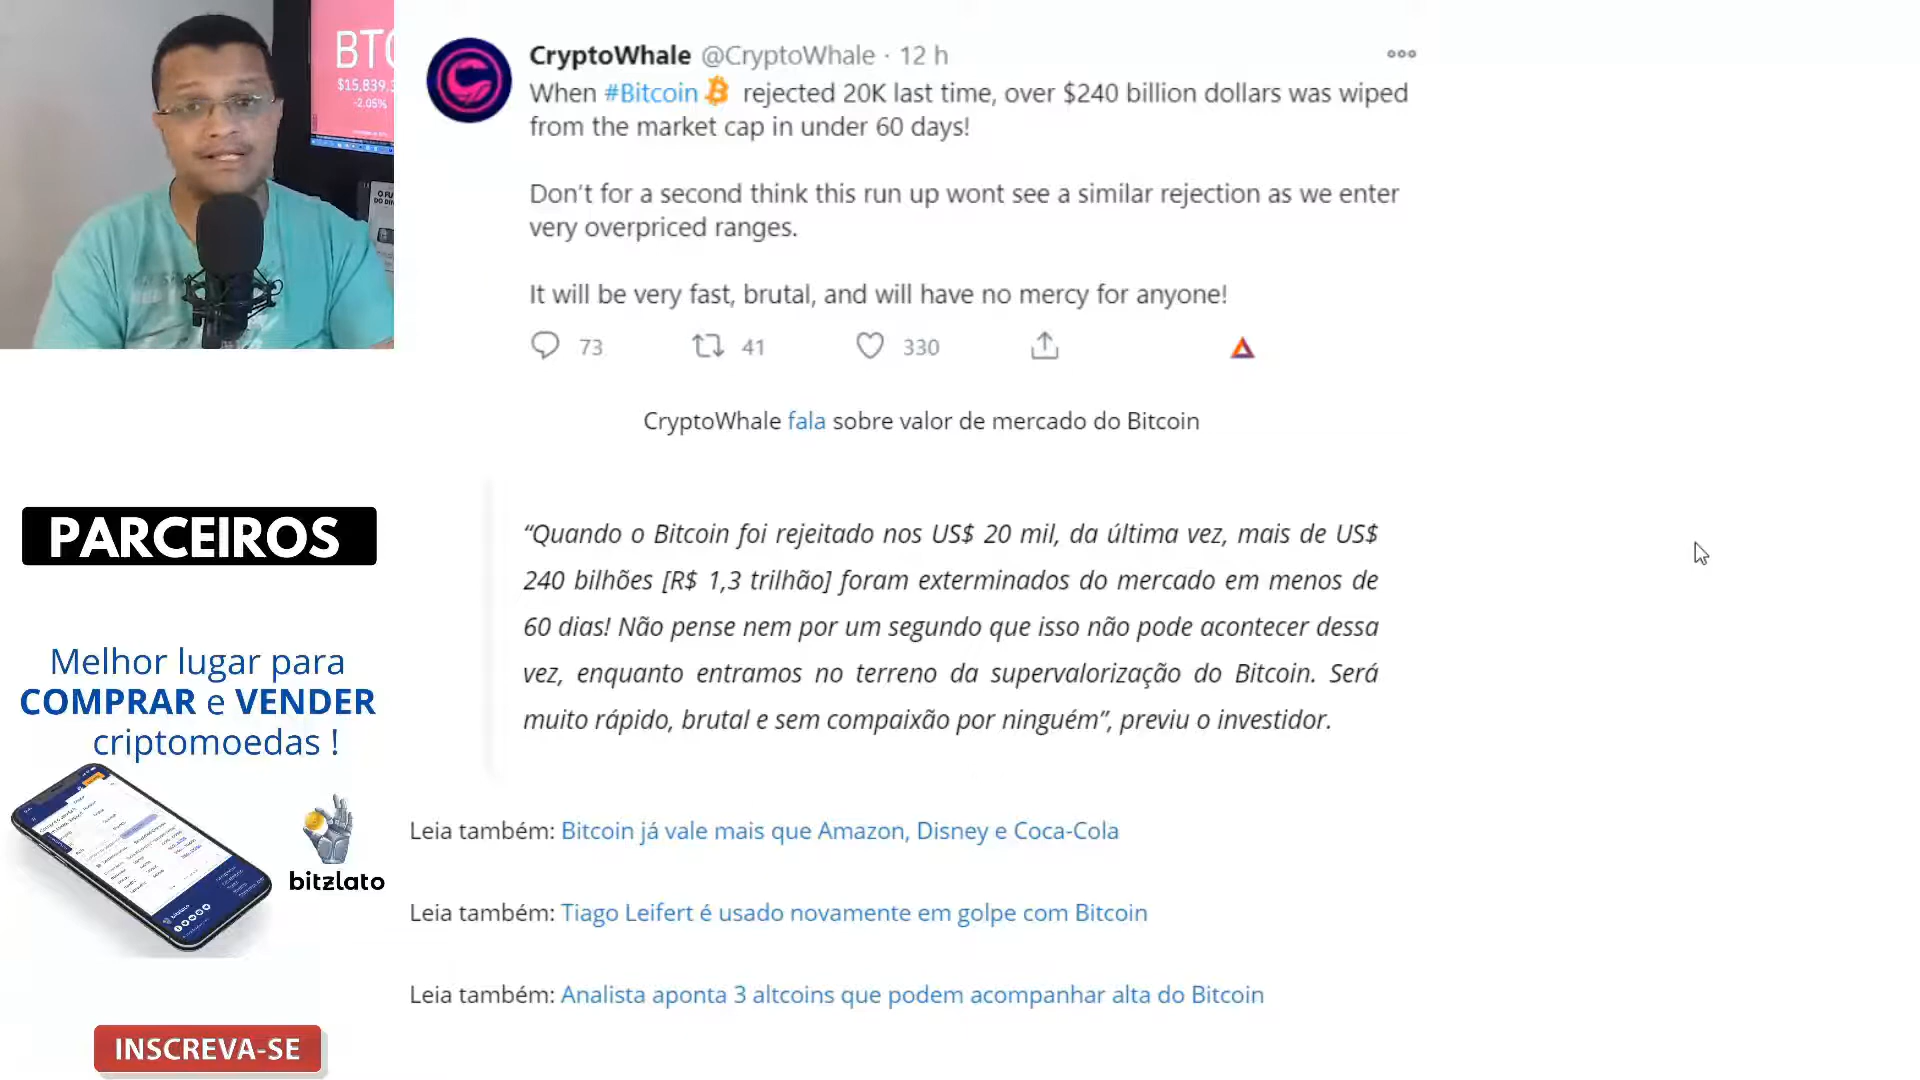 BTC
$15,839,
-2.05%
CryptoWhale @CryptoWhale · 12 h
When #Bitcoin rejected 20K last time, over $240 billion dollars was wiped
from the market cap in under 60 days!
Don’t for a second think this run up wont see a similar rejection as we enter
very overpriced ranges.
It will be very fast, brutal, and will have no mercy for anyone!
73 41 330
CryptoWhale fala sobre valor de mercado do Bitcoin
“Quando o Bitcoin foi rejeitado nos US$ 20 mil, da última vez, mais de US$
240 bilhões [R$ 1,3 trilhão] foram exterminados do mercado em menos de
60 dias! Não pense nem por um segundo que isso não pode acontecer dessa
vez, enquanto entramos no terreno da supervalorização do Bitcoin. Será
muito rápido, brutal e sem compaixão por ninguém”, previu o investidor.
Leia também: Bitcoin já vale mais que Amazon, Disney e Coca-Cola
Leia também: Tiago Leifert é usado novamente em golpe com Bitcoin
Leia também: Analista aponta 3 altcoins que podem acompanhar alta do Bitcoin
PARCEIROS
Melhor lugar para
COMPRAR e VENDER
criptomoedas !
bitzlato
INSCREVA-SE